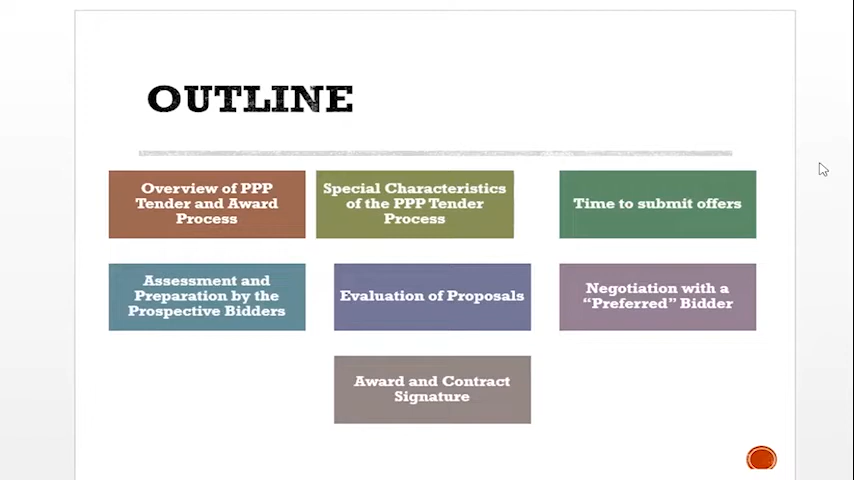 OUTLINE
Overview of PPP
Tender and Award
Process
Special Characteristics
of the PPP Tender
Process
Time to submit offers
Assessment and
Preparation by the
Prospective Bidders
Evaluation of Proposals
Negotiation with a
“Preferred” Bidder
Award and Contract
Signature